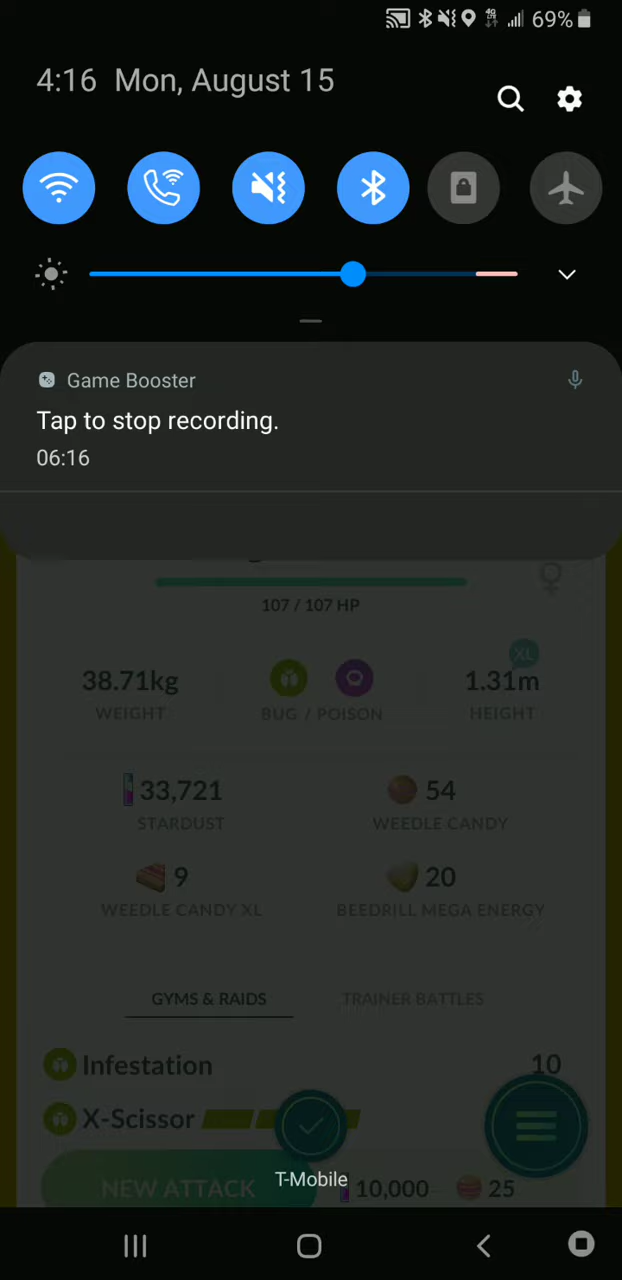 4G LTE 69%
4:16 Mon, August 15
Game Booster
Tap to stop recording.
06:16
107 / 107 HP
XL
38.71kg 1.31m
WEIGHT BUG / POISON HEIGHT
33,721 54
STARDUST WEEDLE CANDY
9 20
WEEDLE CANDY XL BEEDRILL MEGA ENERGY
GYMS & RAIDS TRAINER BATTLES
Infestation 10
X-Scissor
T-Mobile
NEW ATTACK 10,000 25